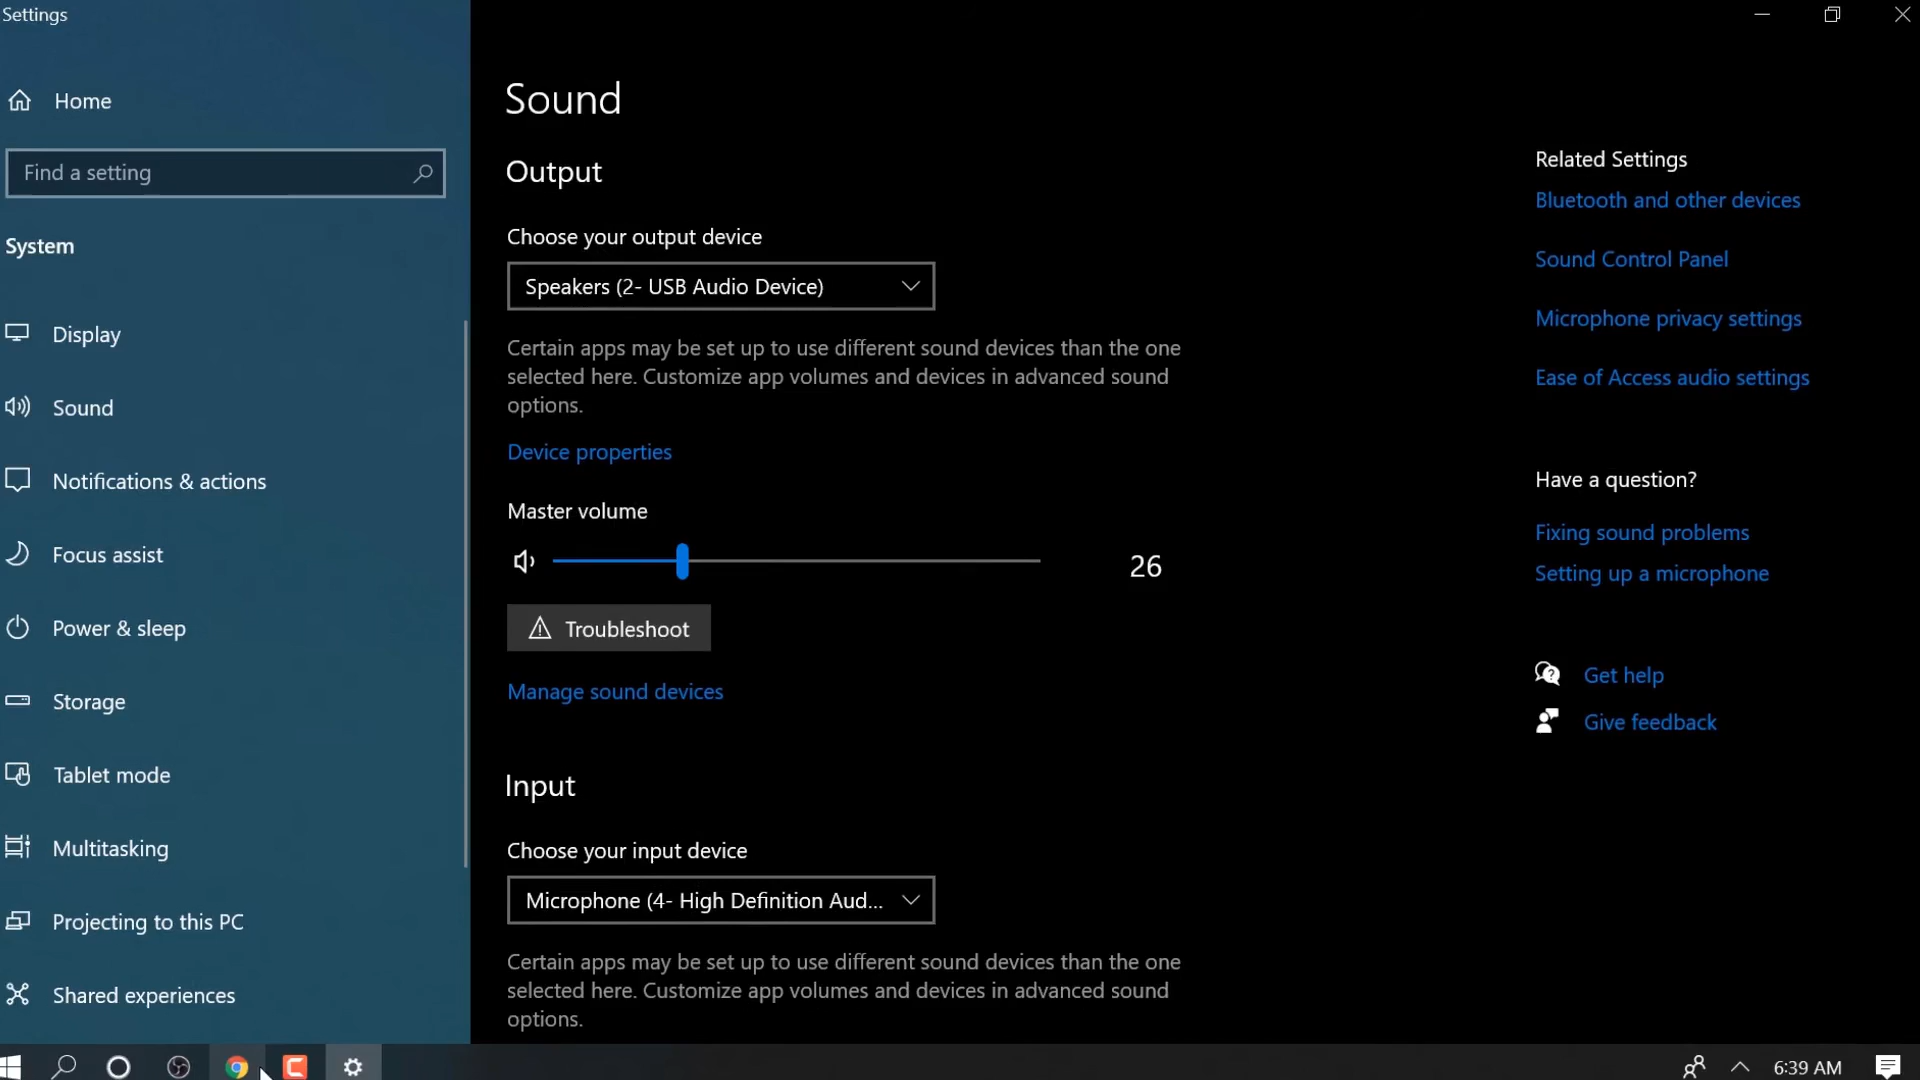 Settings
Home
Find a setting
System
Display
Sound
Notifications & actions
Focus assist
Power & sleep
Storage
Tablet mode
Multitasking
Projecting to this PC
Shared experiences
Sound
Output
Choose your output device
Speakers (2- USB Audio Device)
Certain apps may be set up to use different sound devices than the one
selected here. Customize app volumes and devices in advanced sound
options.
Device properties
Master volume
26
Troubleshoot
Manage sound devices
Input
Choose your input device
Microphone (4- High Definition Aud...
Certain apps may be set up to use different sound devices than the one
selected here. Customize app volumes and devices in advanced sound
options.
Related Settings
Bluetooth and other devices
Sound Control Panel
Microphone privacy settings
Ease of Access audio settings
Have a question?
Fixing sound problems
Setting up a microphone
Get help
Give feedback
6:39 AM